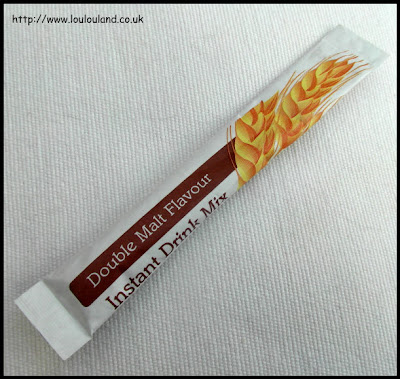 http://www.loulouland.co.uk
Double Malt Flavour
Instant Drink Mix